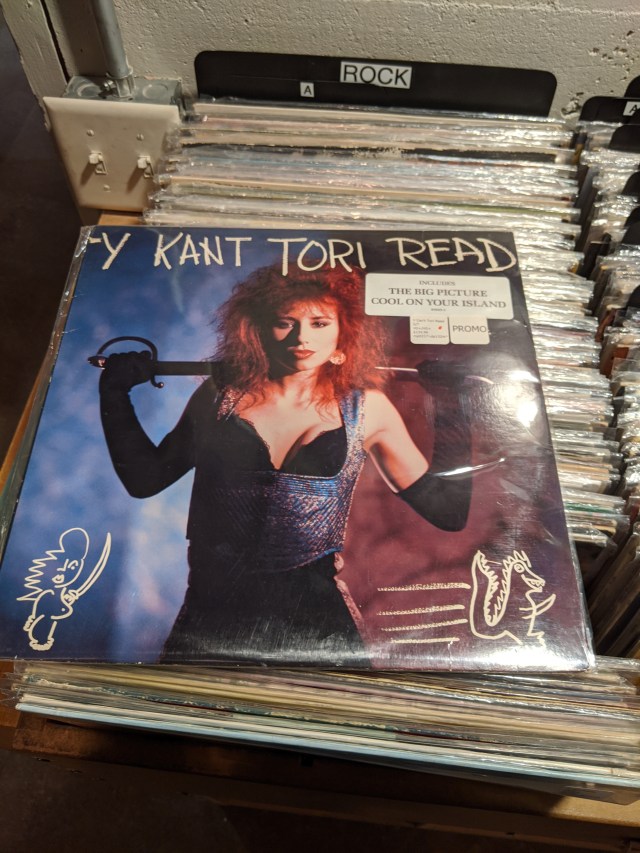 ROCK
A
Y KANT TORI READ
INCLUDES
THE BIG PICTURE
COOL ON YOUR ISLAND
PROMO